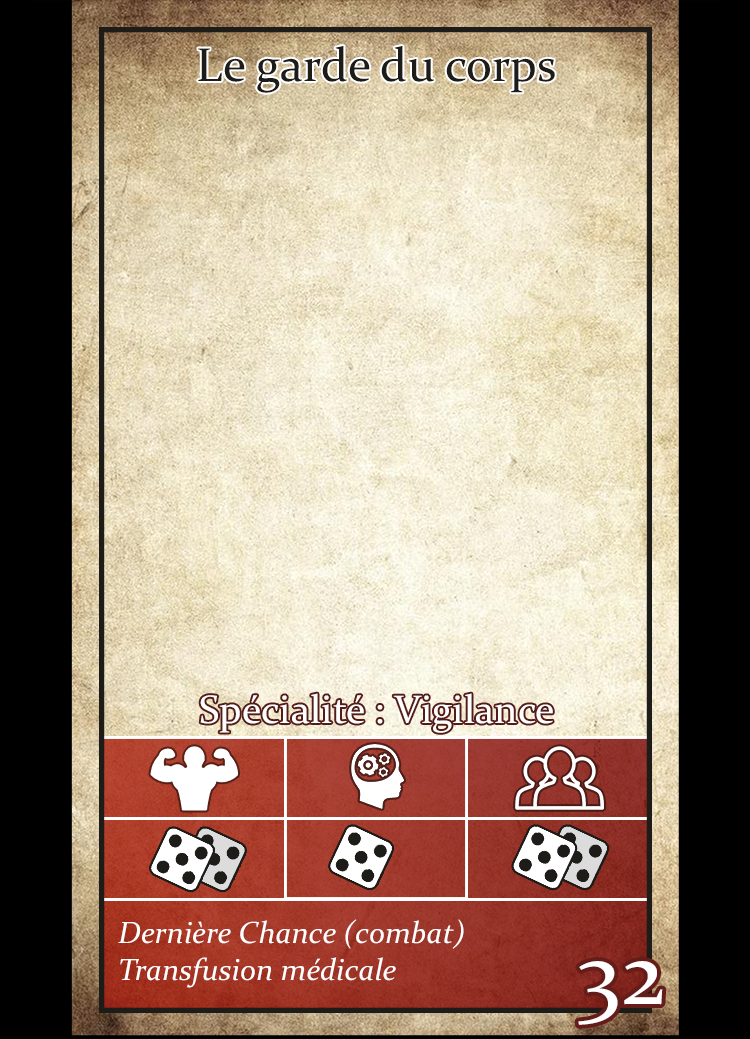 Le garde du corps
Spécialité : Vigilance
Dernière Chance (combat)
Transfusion médicale
32